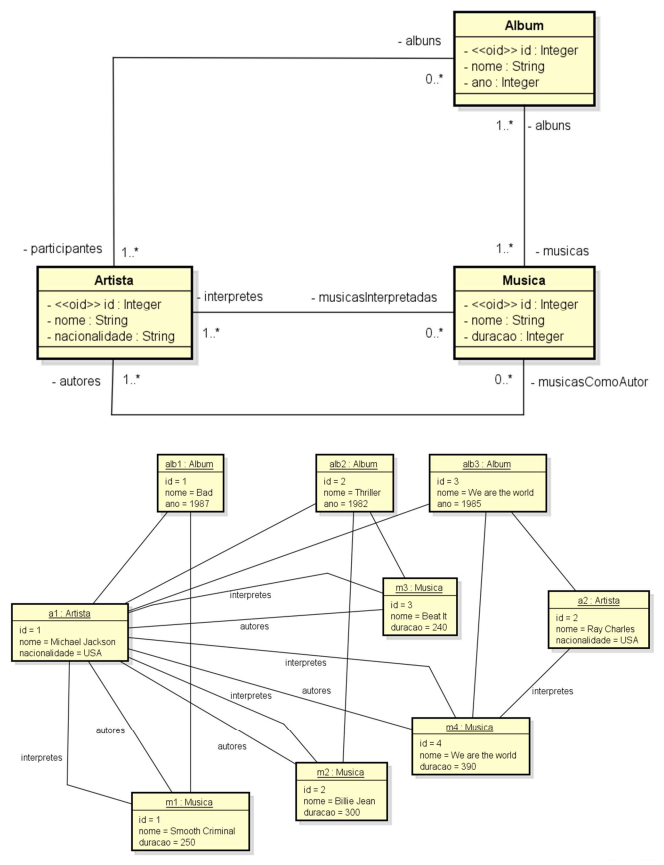 Album
- <<oid>> id : Integer
- nome : String
- ano : Integer
- albuns
0..*
1..*
- albuns
- participantes
1..*
1..*
- musicas
Artista
- <<oid>> id : Integer
- nome : String
- nacionalidade : String
- interpretes
- musicasInterpretadas
1..*
0..*
Musica
- <<oid>> id : Integer
- nome : String
- duracao : Integer
- autores
1..*
0..*
- musicasComoAutor
alb1 : Album
id = 1
nome = Bad
ano = 1987
alb2 : Album
id = 2
nome = Thriller
ano = 1982
alb3 : Album
id = 3
nome = We are the world
ano = 1985
a1 : Artista
id = 1
nome = Michael Jackson
nacionalidade = USA
interpretes
autores
m3 : Musica
id = 3
nome = Beat It
duracao = 240
a2 : Artista
id = 2
nome = Ray Charles
nacionalidade = USA
interpretes
interpretes
autores
interpretes
autores
autores
interpretes
m4 : Musica
id = 4
nome = We are the world
duracao = 390
m2 : Musica
id = 2
nome = Billie Jean
duracao = 300
m1 : Musica
id = 1
nome = Smooth Criminal
duracao = 250